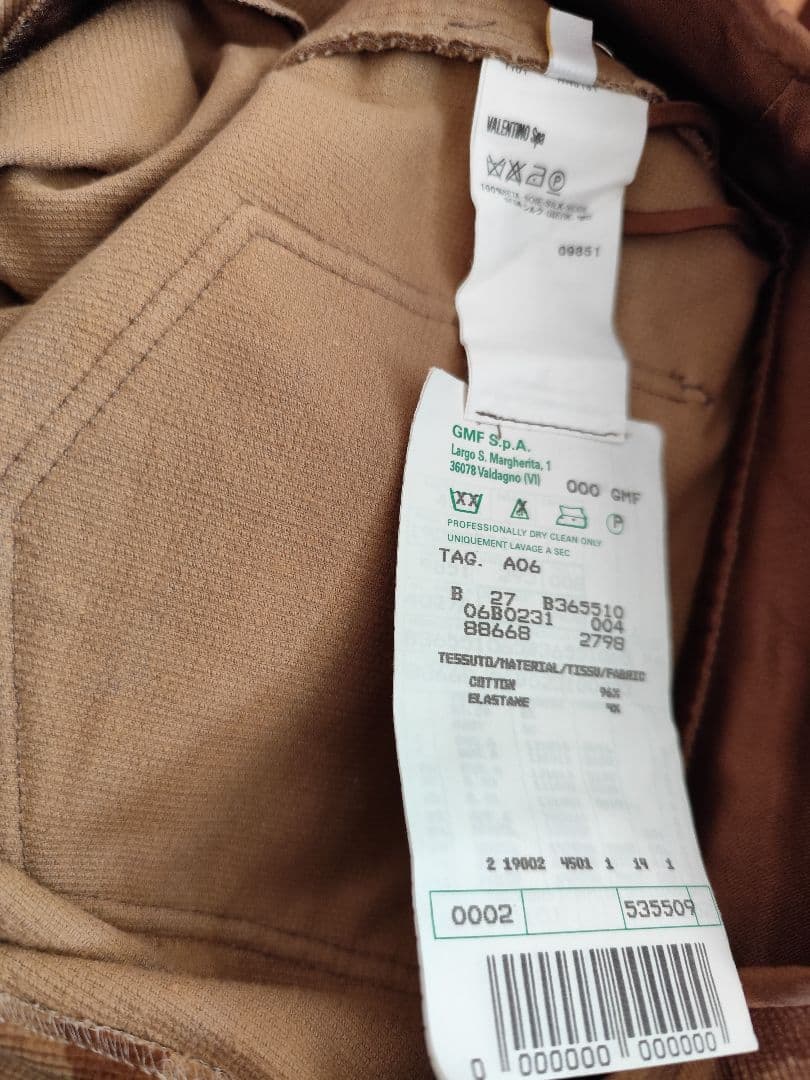 VALENTINO Spa
P
09851
GMF S.p.A.
Largo S. Margherita, 1
36078 Valdagno (VI)
000 GMF
P
PROFESSIONALLY DRY CLEAN ONLY
UNIQUEMENT LAVAGE A SEC
TAG. A06
B 27 B365510
06B0231 004
88668 2798
TESSUTO/MATERIAL/TISSU/FABRIC
COTTON 96%
ELASTANE 4%
2 19002 4501 1 14 1
0002 535509
0 000000 000000